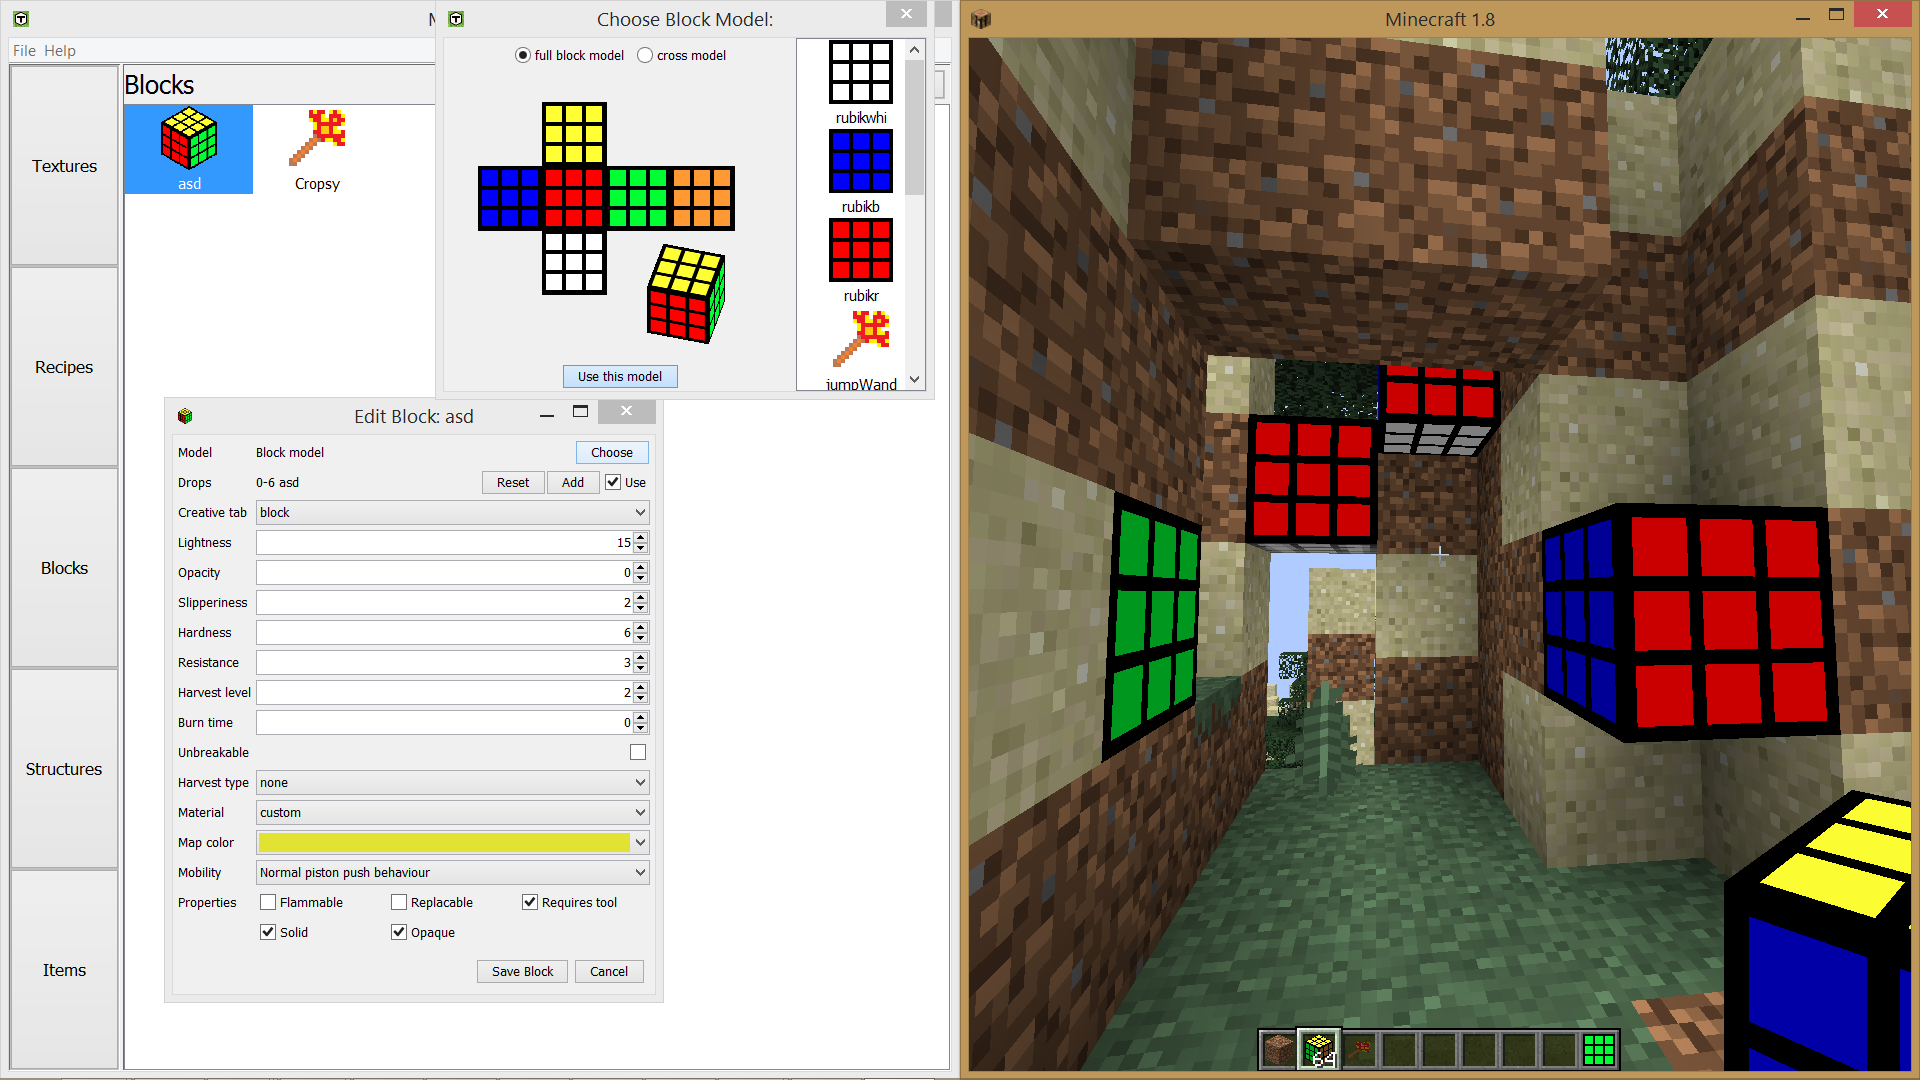 M
File Help
Textures
Recipes
Blocks
Structures
Items
Blocks
asd
Cropsy
Choose Block Model:
full block model
cross model
rubikwhi
rubikb
rubikr
jumpWand
Use this model
Edit Block: asd
Model Block model Choose
Drops 0-6 asd Reset Add Use
Creative tab block
Lightness 15
Opacity 0
Slipperiness 2
Hardness 6
Resistance 3
Harvest level 2
Burn time 0
Unbreakable
Harvest type none
Material custom
Map color
Mobility Normal piston push behaviour
Properties Flammable Replacable Requires tool
Solid Opaque
Save Block Cancel
Minecraft 1.8
64